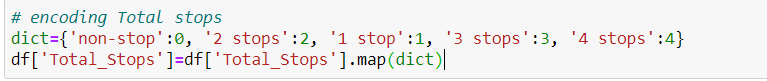 # encoding Total stops
dict={'non-stop':0, '2 stops':2, '1 stop':1, '3 stops':3, '4 stops':4}
df['Total_Stops']=df['Total_Stops'].map(dict)